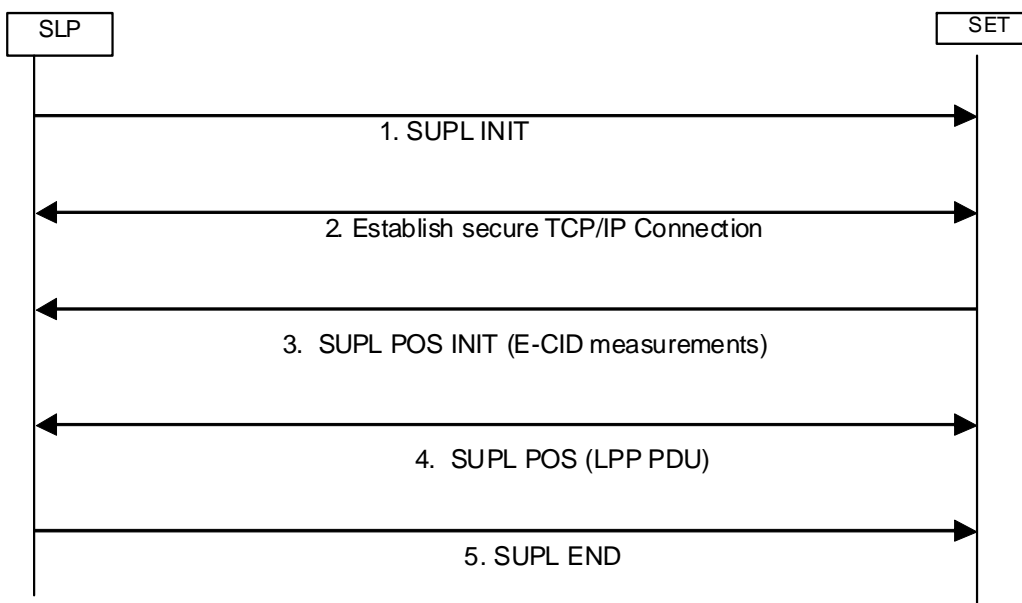 SLP
SET
1. SUPL INIT
2. Establish secure TCP/IP Connection
3. SUPL POS INIT (E-CID measurements)
4. SUPL POS (LPP PDU)
5. SUPL END